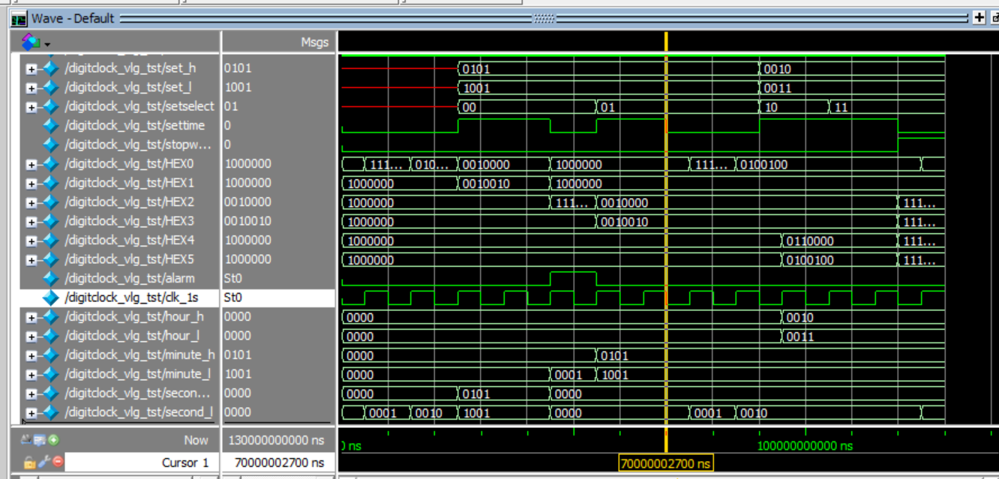 Wave - Default
Msgs
/digitclock_vlg_tst/set_h 0101 0101 0010
/digitclock_vlg_tst/set_l 1001 1001 0011
/digitclock_vlg_tst/setselect 01 00 01 10 11
/digitclock_vlg_tst/settime 0
/digitclock_vlg_tst/stopw... 0
/digitclock_vlg_tst/HEX0 1000000 111... 010... 0010000 1000000 111... 0100100
/digitclock_vlg_tst/HEX1 1000000 1000000 0010010 1000000
/digitclock_vlg_tst/HEX2 0010000 1000000 111... 0010000 111...
/digitclock_vlg_tst/HEX3 0010010 1000000 0010010 111...
/digitclock_vlg_tst/HEX4 1000000 1000000 0110000 111...
/digitclock_vlg_tst/HEX5 1000000 1000000 0100100 111...
/digitclock_vlg_tst/alarm St0
/digitclock_vlg_tst/clk_1s St0
/digitclock_vlg_tst/hour_h 0000 0000 0010
/digitclock_vlg_tst/hour_l 0000 0000 0011
/digitclock_vlg_tst/minute_h 0101 0000 0101
/digitclock_vlg_tst/minute_l 1001 0000 0001 1001
/digitclock_vlg_tst/secon... 0000 0000 0101 0000
/digitclock_vlg_tst/second_l 0000 0001 0010 1001 0000 0001 0010
Now 130000000000 ns ns 100000000000 ns
Cursor 1 70000002700 ns 70000002700 ns